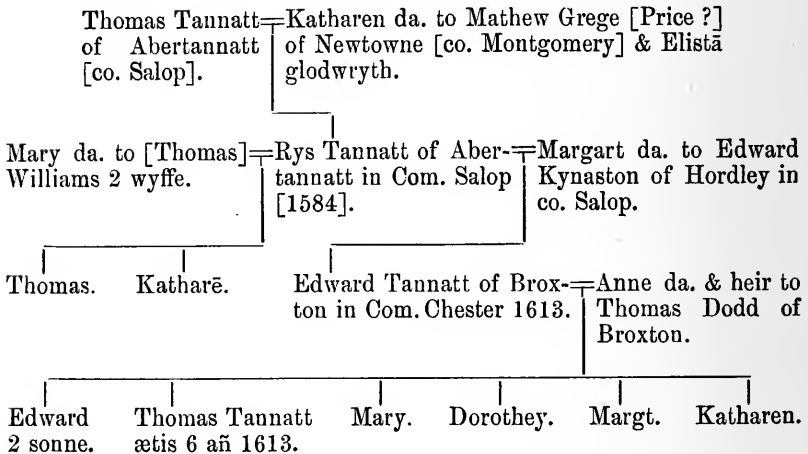 Thomas Tannatt=Katharen da. to Mathew Grege [Price ?]
of Abertannatt of Newtowne [co. Montgomery] & Elistā
[co. Salop]. glodwryth.
Mary da. to [Thomas]=Rys Tannatt of Aber-=Margart da. to Edward
Williams 2 wyffe. tannatt in Com. Salop Kynaston of Hordley in
[1584]. co. Salop.
Thomas. Katharē. Edward Tannatt of Brox-=Anne da. & heir to
ton in Com. Chester 1613. Thomas Dodd of
Broxton.
Edward Thomas Tannatt Mary. Dorothey. Margt. Katharen.
2 sonne. ætis 6 añ 1613.